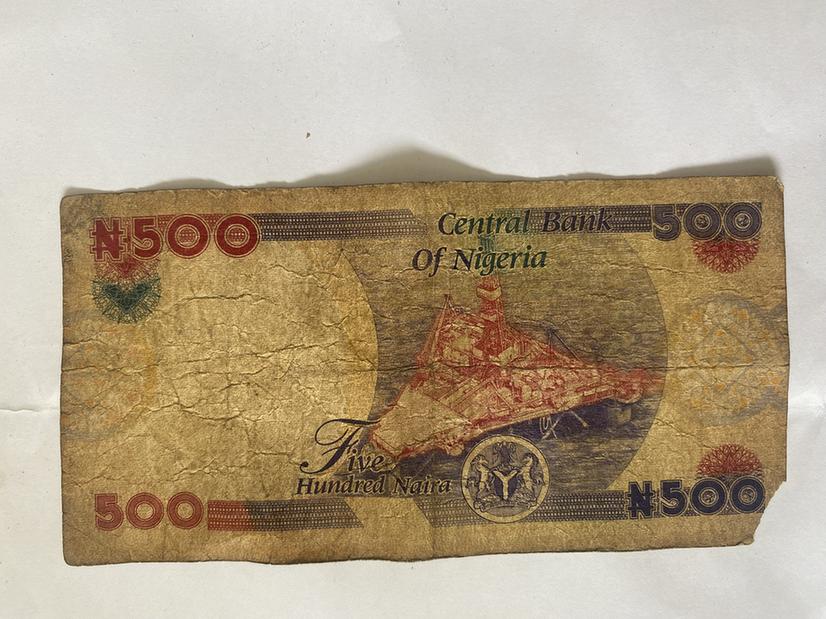 ₦500
Central Bank
Of Nigeria
500
Five
Hundred Naira
500
₦500